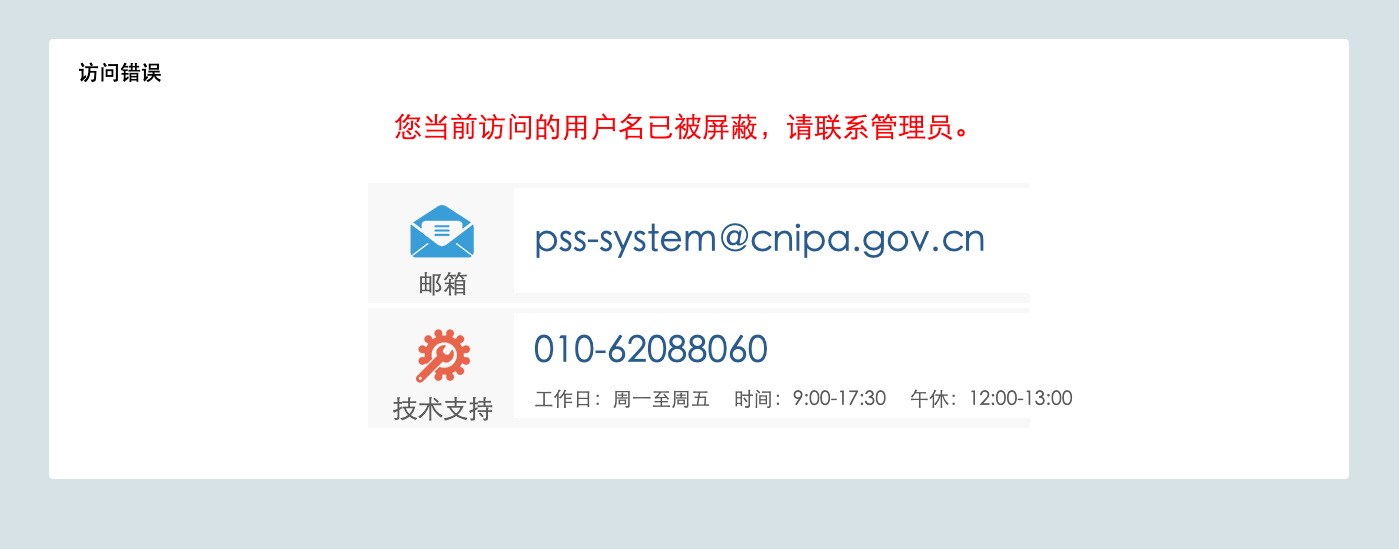 访问错误
您当前访问的用户名已被屏蔽，请联系管理员。
pss-system@cnipa.gov.cn
邮箱
010-62088060
工作日：周一至周五 时间：9:00-17:30 午休：12:00-13:00
技术支持